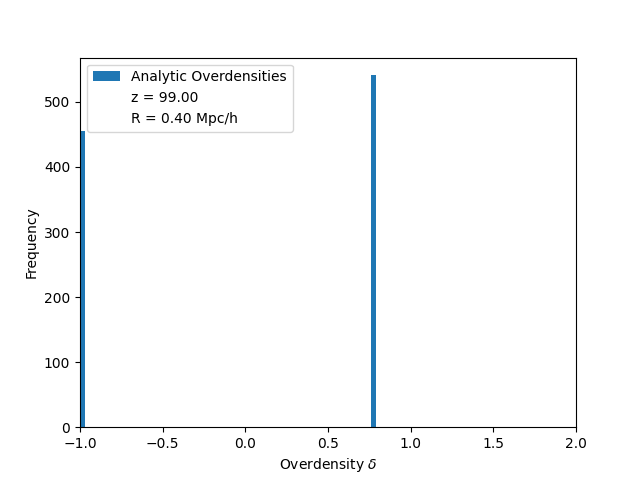 Analytic Overdensities
z = 99.00
R = 0.40 Mpc/h
500
400
300
200
100
0
Frequency
−1.0 −0.5 0.0 0.5 1.0 1.5 2.0
Overdensity δ